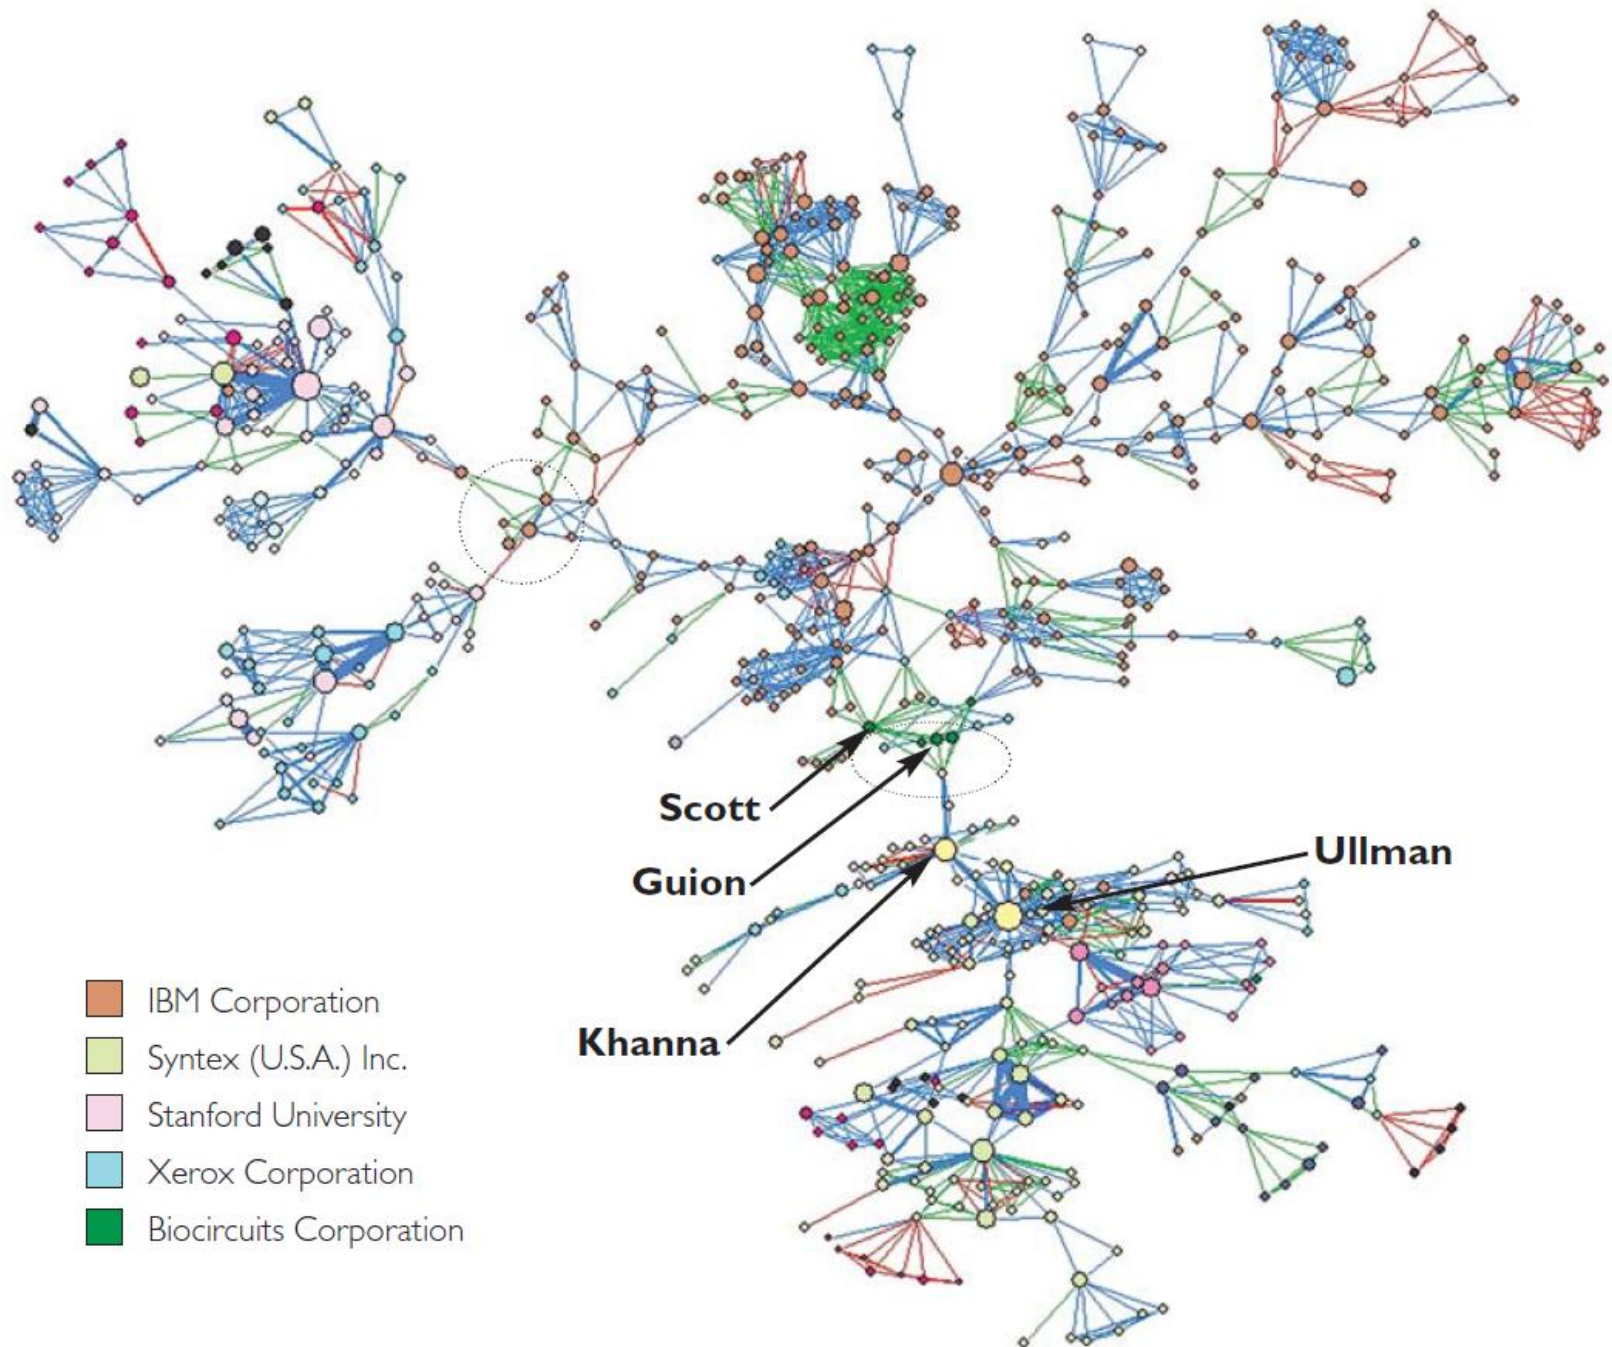 Scott
Guion
Ullman
Khanna
IBM Corporation
Syntex (U.S.A.) Inc.
Stanford University
Xerox Corporation
Biocircuits Corporation